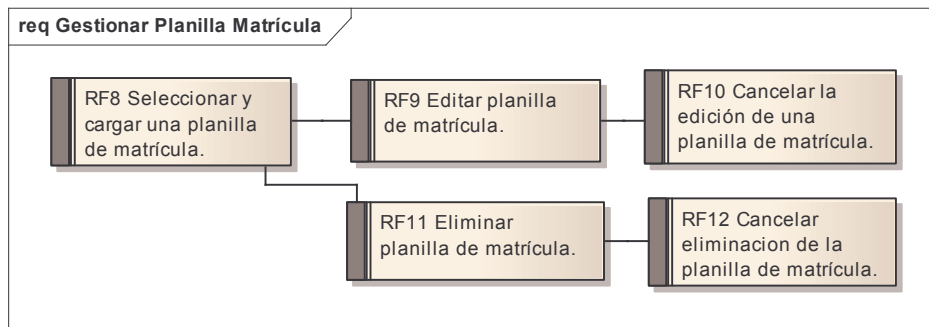 req Gestionar Planilla Matrícula
RF8 Seleccionar y
cargar una planilla
de matrícula.
RF9 Editar planilla
de matrícula.
RF10 Cancelar la
edición de una
planilla de matrícula.
RF11 Eliminar
planilla de matrícula.
RF12 Cancelar
eliminacion de la
planilla de matrícula.